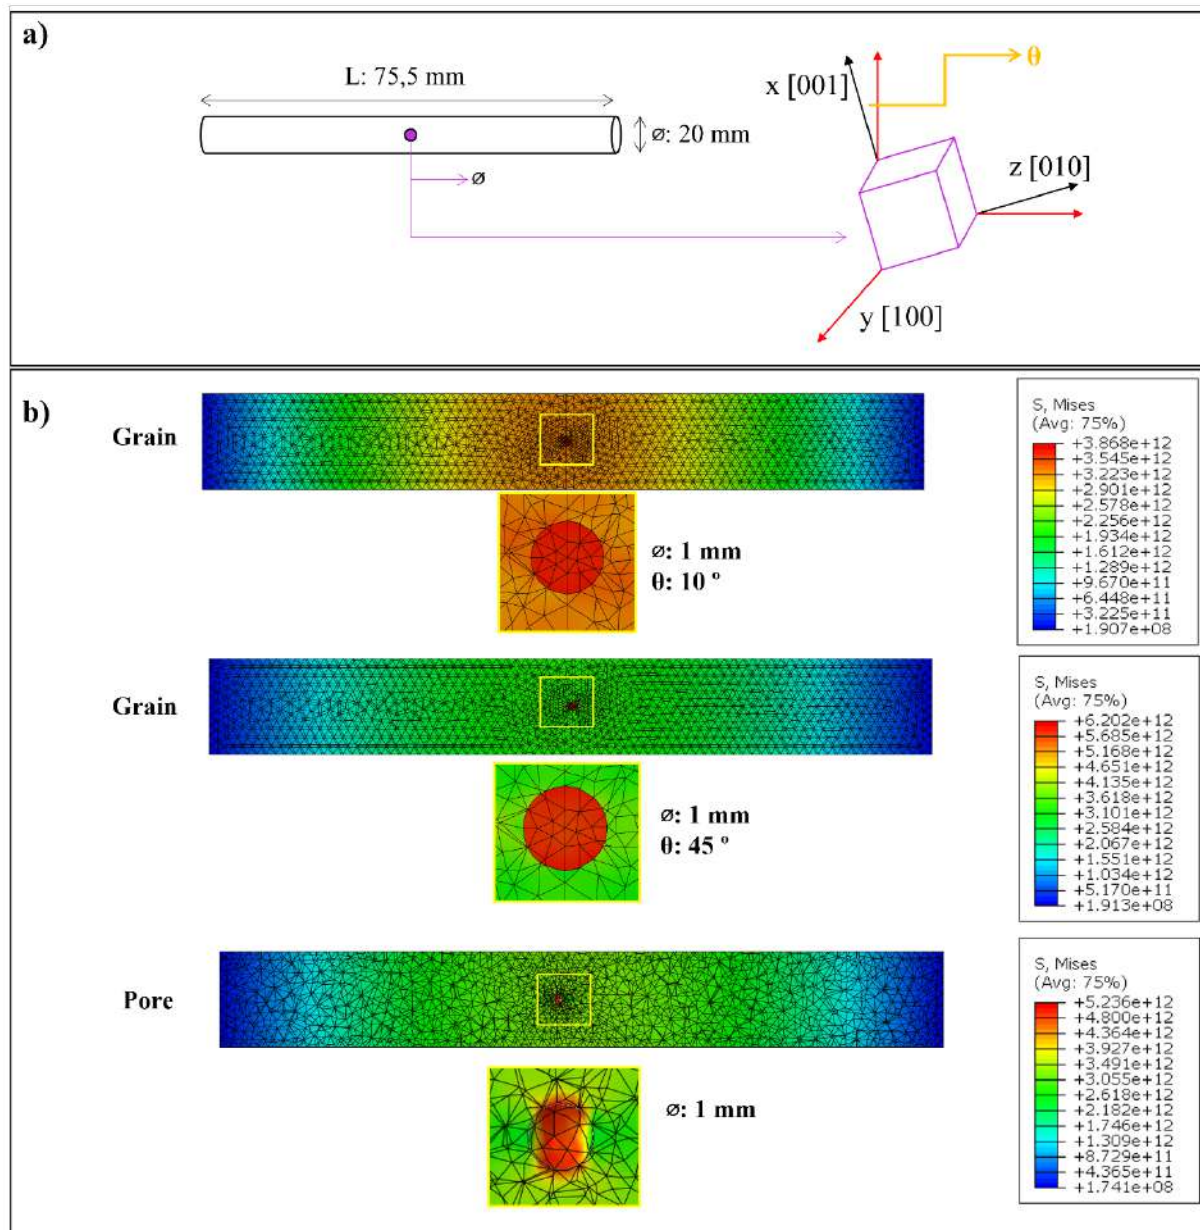 a)
L: 75,5 mm
⌀: 20 mm
⌀
x [001]
θ
z [010]
y [100]
b)
Grain
⌀: 1 mm
θ: 10 º
S, Mises
(Avg: 75%)
+3.868e+12
+3.545e+12
+3.223e+12
+2.901e+12
+2.578e+12
+2.256e+12
+1.934e+12
+1.612e+12
+1.289e+12
+9.670e+11
+6.448e+11
+3.225e+11
+1.907e+08
Grain
⌀: 1 mm
θ: 45 º
S, Mises
(Avg: 75%)
+6.202e+12
+5.685e+12
+5.168e+12
+4.651e+12
+4.135e+12
+3.618e+12
+3.101e+12
+2.584e+12
+2.067e+12
+1.551e+12
+1.034e+12
+5.170e+11
+1.913e+08
Pore
⌀: 1 mm
S, Mises
(Avg: 75%)
+5.236e+12
+4.800e+12
+4.364e+12
+3.927e+12
+3.491e+12
+3.055e+12
+2.618e+12
+2.182e+12
+1.746e+12
+1.309e+12
+8.729e+11
+4.365e+11
+1.741e+08